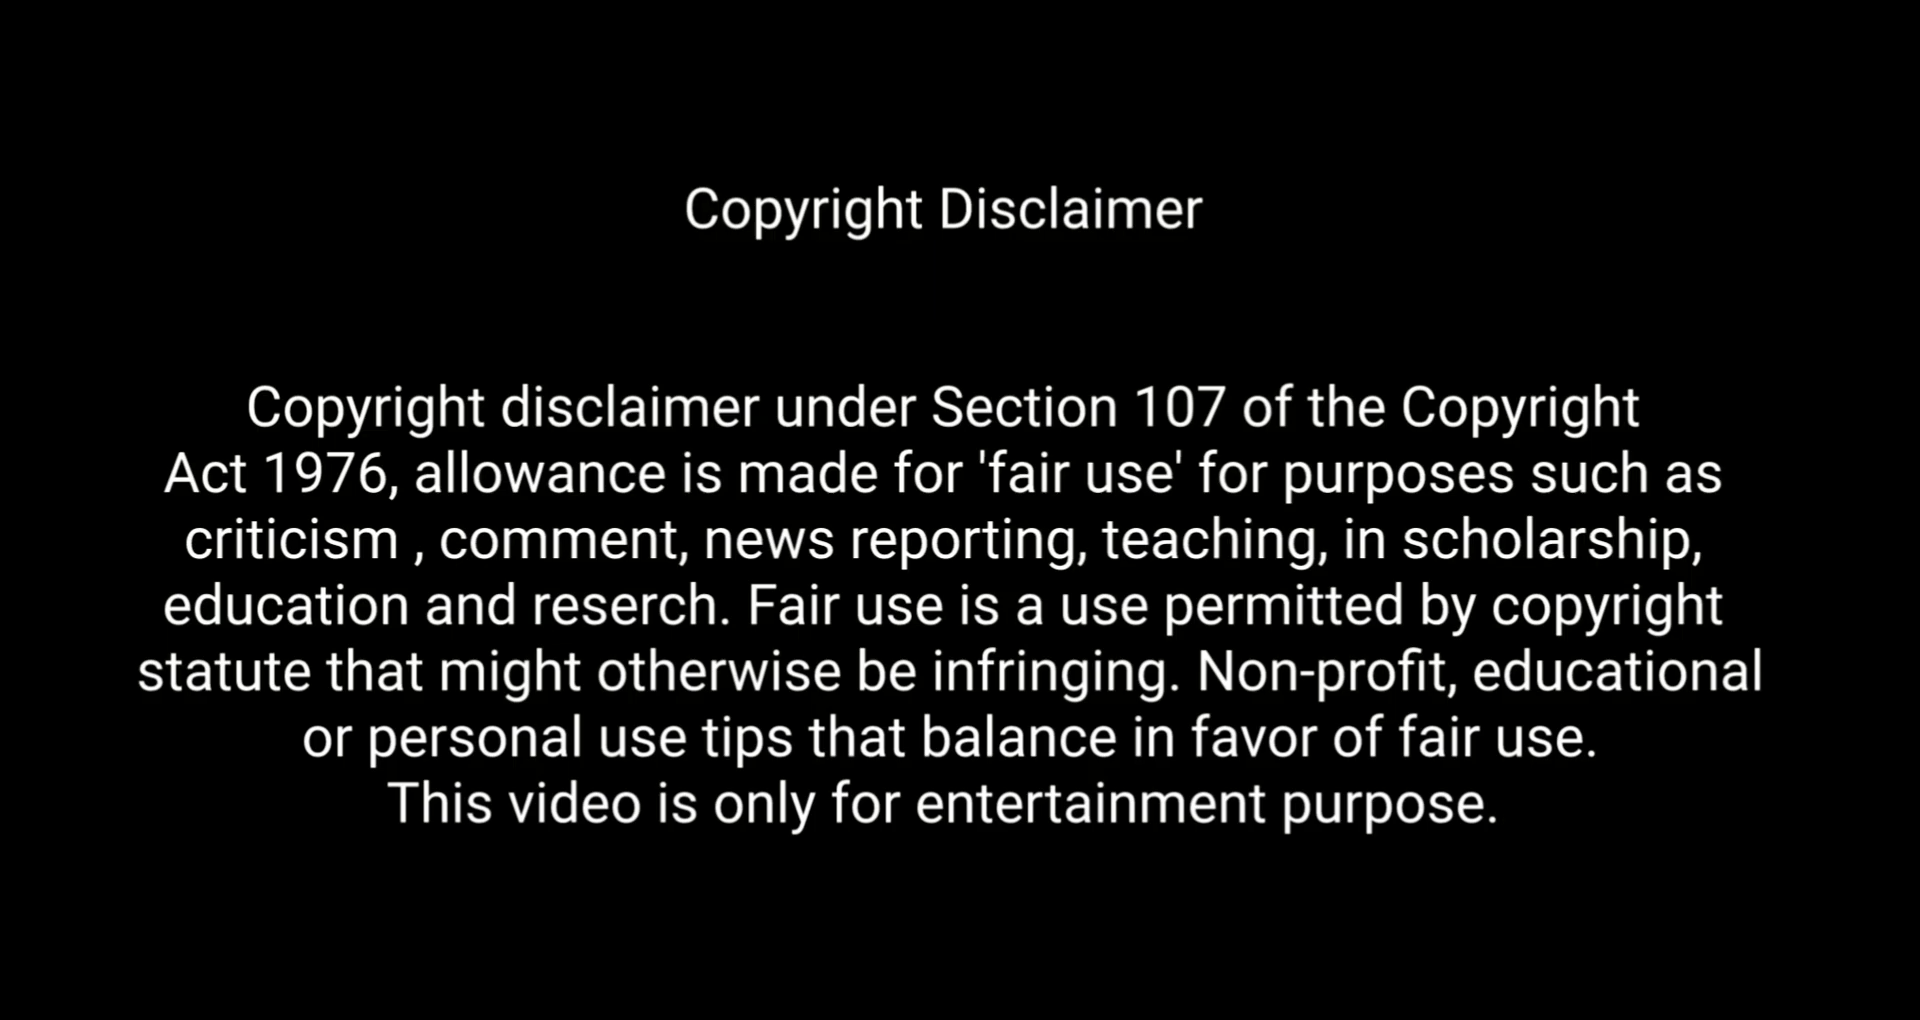 Copyright Disclaimer
Copyright disclaimer under Section 107 of the Copyright
Act 1976, allowance is made for 'fair use' for purposes such as
criticism , comment, news reporting, teaching, in scholarship,
education and reserch. Fair use is a use permitted by copyright
statute that might otherwise be infringing. Non-profit, educational
or personal use tips that balance in favor of fair use.
This video is only for entertainment purpose.